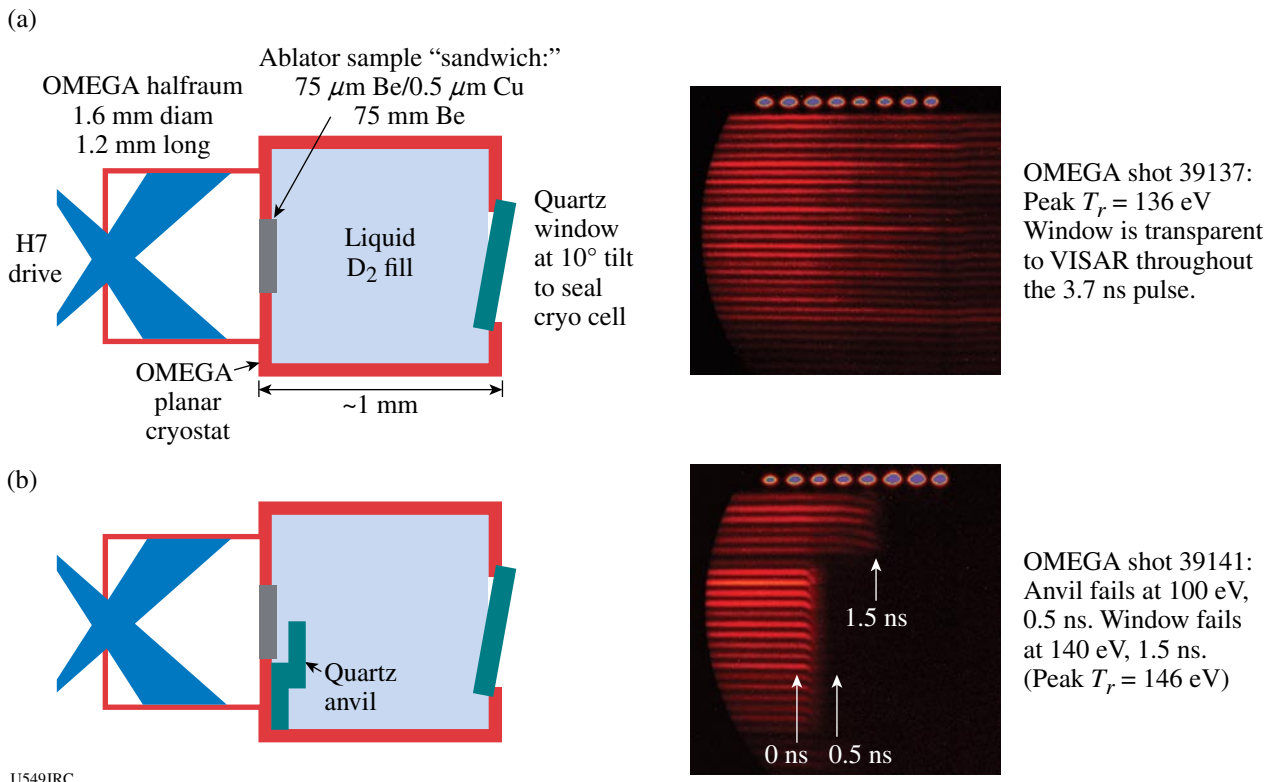 (a)
Ablator sample “sandwich:”
75 μm Be/0.5 μm Cu
75 mm Be
OMEGA halfraum
1.6 mm diam
1.2 mm long
H7
drive
Liquid
D2 fill
Quartz
window
at 10° tilt
to seal
cryo cell
OMEGA
planar
cryostat
~1 mm
OMEGA shot 39137:
Peak Tr = 136 eV
Window is transparent
to VISAR throughout
the 3.7 ns pulse.
(b)
Quartz
anvil
1.5 ns
0 ns
0.5 ns
OMEGA shot 39141:
Anvil fails at 100 eV,
0.5 ns. Window fails
at 140 eV, 1.5 ns.
(Peak Tr = 146 eV)
U549JRC